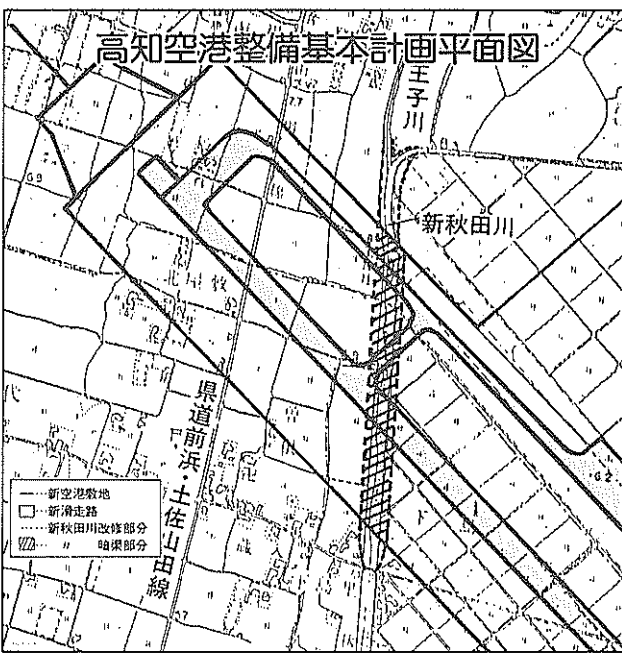 高知空港整備基本計画平面図
王子川
新秋田川
県道前浜・土佐山田線
新空港敷地
新滑走路
新秋田川改修部分
〃 暗渠部分